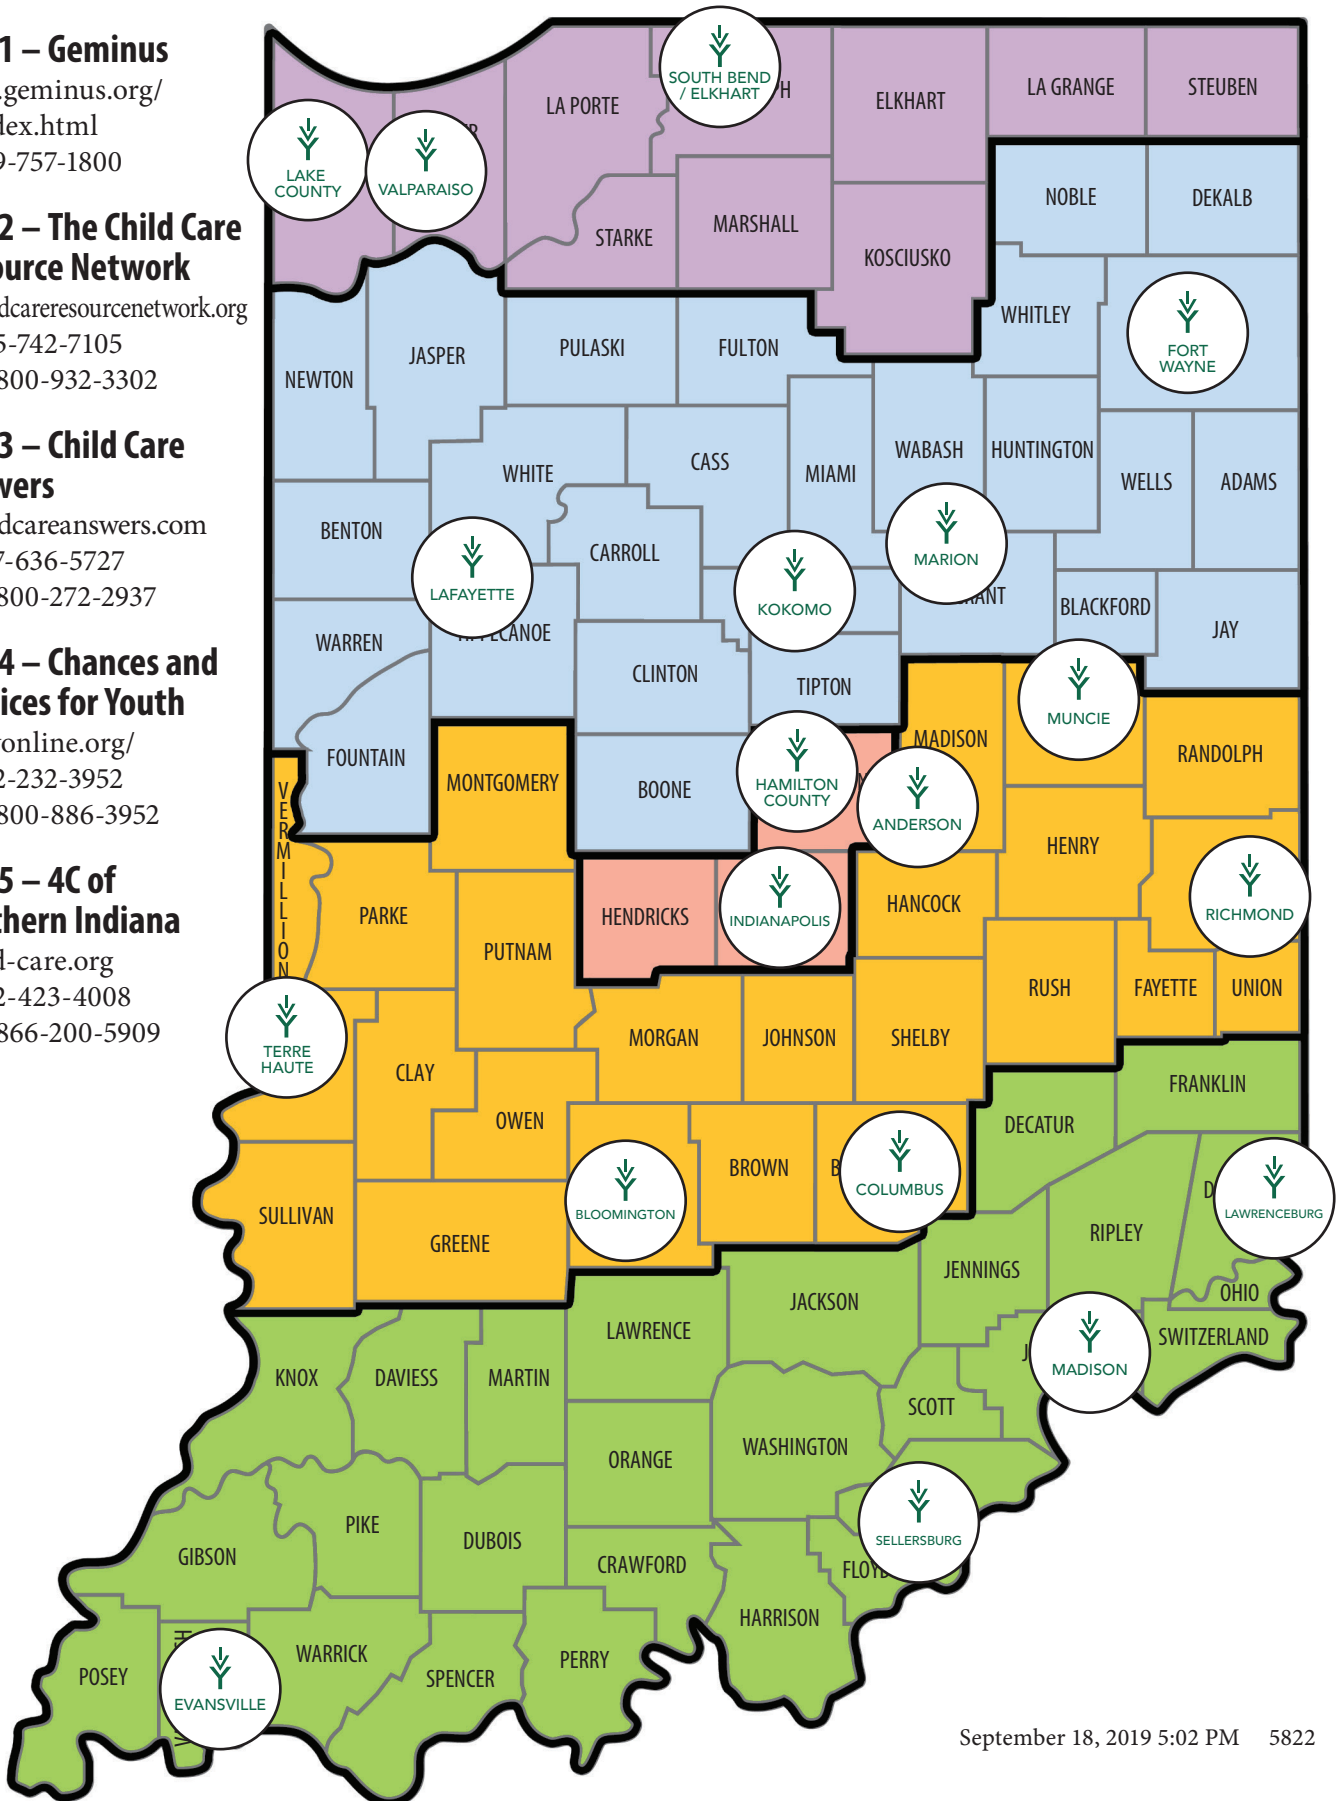 1 – Geminus
.geminus.org/
dex.html
9-757-1800
2 – The Child Care
ource Network
dcareresourcenetwork.org
5-742-7105
800-932-3302
3 – Child Care
wers
dcareanswers.com
7-636-5727
800-272-2937
4 – Chances and
ices for Youth
yonline.org/
2-232-3952
800-886-3952
5 – 4C of
thern Indiana
d-care.org
2-423-4008
866-200-5909
LA PORTE
SOUTH BEND
/ ELKHART
PH
ELKHART
LA GRANGE
STEUBEN
LAKE
COUNTY
VALPARAISO
STARKE
MARSHALL
KOSCIUSKO
NOBLE
DEKALB
WHITLEY
FORT
WAYNE
NEWTON
JASPER
PULASKI
FULTON
WHITE
CASS
MIAMI
WABASH
HUNTINGTON
WELLS
ADAMS
BENTON
LAFAYETTE
CARROLL
KOKOMO
MARION
ANT
BLACKFORD
JAY
WARREN
PECANOE
CLINTON
TIPTON
FOUNTAIN
MONTGOMERY
BOONE
HAMILTON
COUNTY
MADISON
ANDERSON
MUNCIE
RANDOLPH
VERMILLION
PARKE
PUTNAM
HENDRICKS
INDIANAPOLIS
HANCOCK
HENRY
RICHMOND
RUSH
FAYETTE
UNION
TERRE
HAUTE
CLAY
OWEN
MORGAN
JOHNSON
SHELBY
SULLIVAN
GREENE
BLOOMINGTON
BROWN
B
COLUMBUS
DECATUR
FRANKLIN
RIPLEY
D
LAWRENCEBURG
OHIO
SWITZERLAND
JENNINGS
JACKSON
LAWRENCE
KNOX
DAVIESS
MARTIN
J
MADISON
SCOTT
WASHINGTON
ORANGE
SELLERSBURG
FLOYD
GIBSON
PIKE
DUBOIS
CRAWFORD
HARRISON
POSEY
EVANSVILLE
WARRICK
SPENCER
PERRY
September 18, 2019 5:02 PM 5822